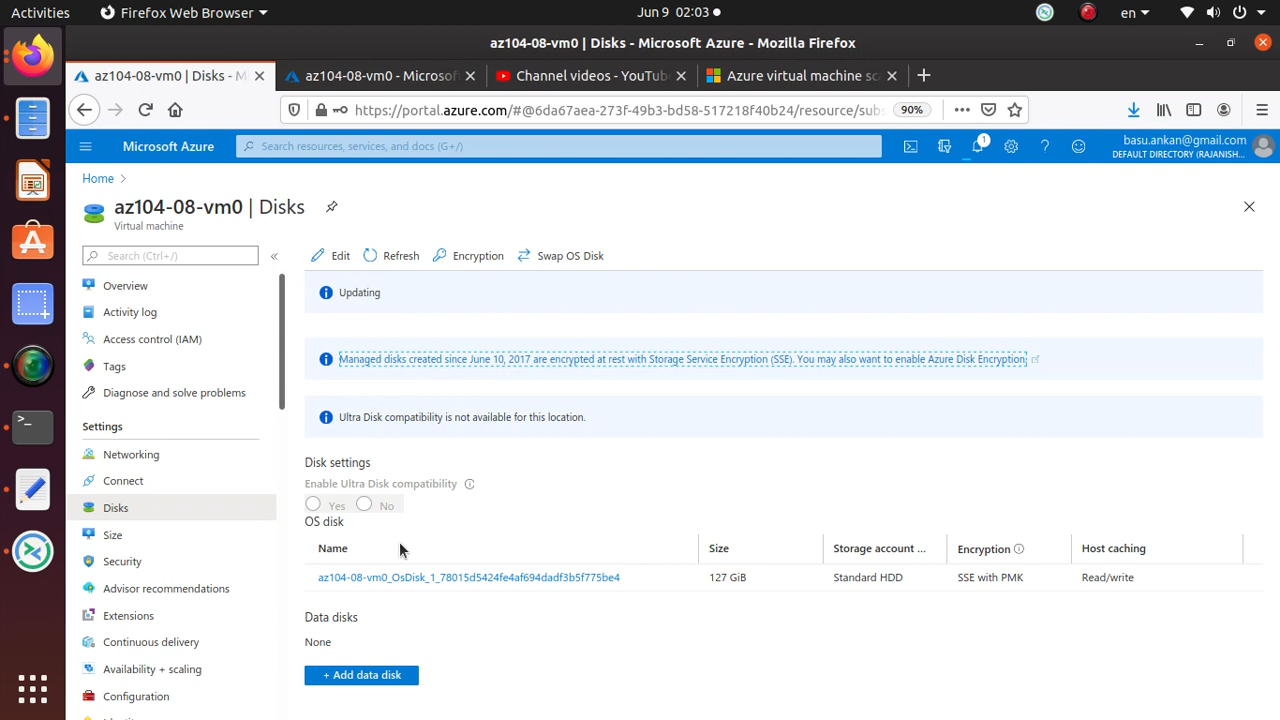 Activities
Firefox Web Browser
Jun 9 02:03
en
az104-08-vm0 | Disks - Microsoft Azure - Mozilla Firefox
az104-08-vm0 | Disks - M
az104-08-vm0 - Microsof
Channel videos - YouTub
Azure virtual machine sc
https://portal.azure.com/#@6da67aea-273f-49b3-bd58-517218f40b24/resource/subs
90%
Microsoft Azure
Search resources, services, and docs (G+/)
1
basu.ankan@gmail.com
DEFAULT DIRECTORY (RAJANISH...
Home
az104-08-vm0 | Disks
Virtual machine
Search (Ctrl+/)
Edit
Refresh
Encryption
Swap OS Disk
Overview
Activity log
Access control (IAM)
Tags
Diagnose and solve problems
Settings
Networking
Connect
Disks
Size
Security
Advisor recommendations
Extensions
Continuous delivery
Availability + scaling
Configuration
Updating
Managed disks created since June 10, 2017 are encrypted at rest with Storage Service Encryption (SSE). You may also want to enable Azure Disk Encryption.
Ultra Disk compatibility is not available for this location.
Disk settings
Enable Ultra Disk compatibility
Yes No
OS disk
Name Size Storage account ... Encryption Host caching
az104-08-vm0_OsDisk_1_78015d5424fe4af694dadf3b5f775be4 127 GiB Standard HDD SSE with PMK Read/write
Data disks
None
+ Add data disk